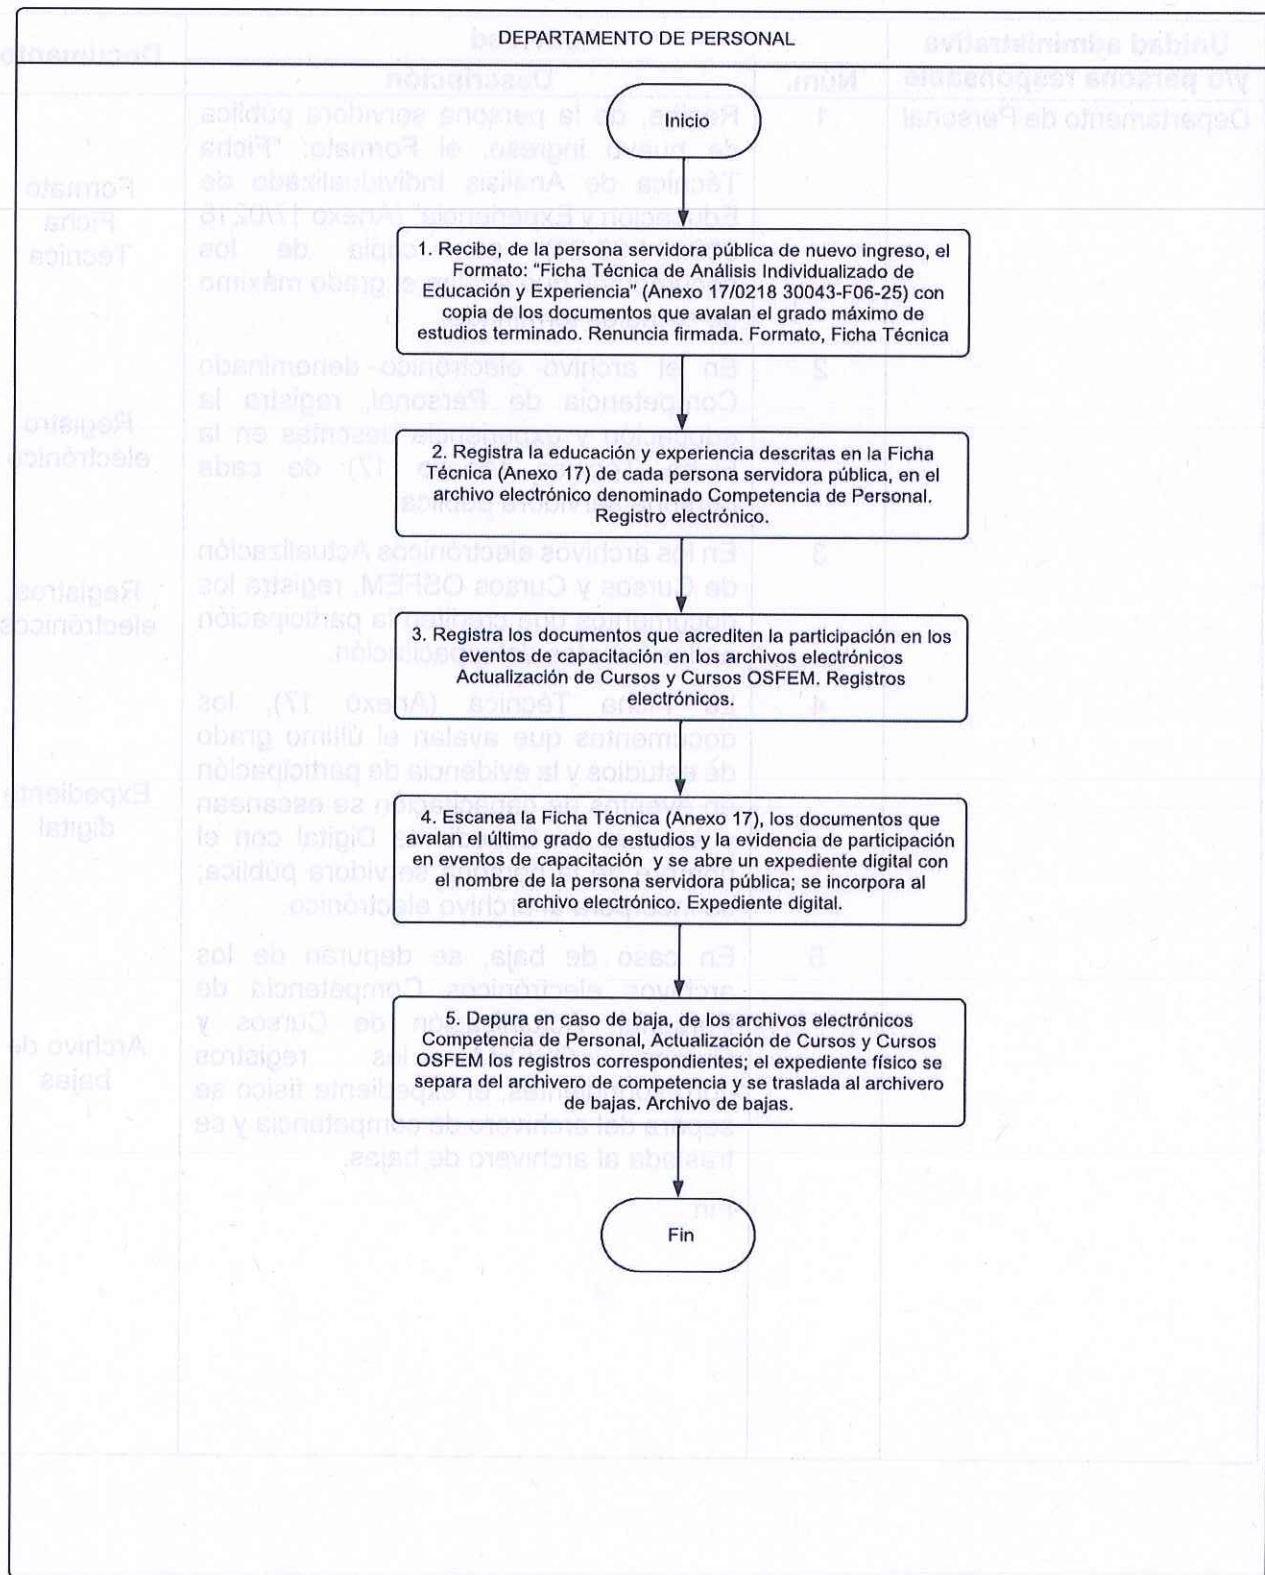 DEPARTAMENTO DE PERSONAL
Inicio
1. Recibe, de la persona servidora pública de nuevo ingreso, el
Formato: “Ficha Técnica de Análisis Individualizado de
Educación y Experiencia” (Anexo 17/0218 30043-F06-25) con
copia de los documentos que avalan el grado máximo de
estudios terminado. Renuncia firmada. Formato, Ficha Técnica
2. Registra la educación y experiencia descritas en la Ficha
Técnica (Anexo 17) de cada persona servidora pública, en el
archivo electrónico denominado Competencia de Personal.
Registro electrónico.
3. Registra los documentos que acrediten la participación en los
eventos de capacitación en los archivos electrónicos
Actualización de Cursos y Cursos OSFEM. Registros
electrónicos.
4. Escanea la Ficha Técnica (Anexo 17), los documentos que
avalan el último grado de estudios y la evidencia de participación
en eventos de capacitación y se abre un expediente digital con
el nombre de la persona servidora pública; se incorpora al
archivo electrónico. Expediente digital.
5. Depura en caso de baja, de los archivos electrónicos
Competencia de Personal, Actualización de Cursos y Cursos
OSFEM los registros correspondientes; el expediente físico se
separa del archivero de competencia y se traslada al archivero
de bajas. Archivo de bajas.
Fin